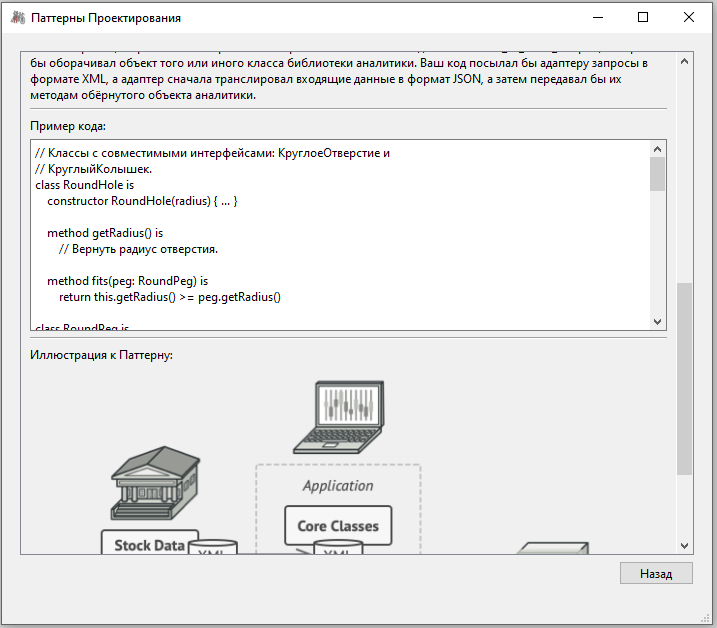 Паттерны Проектирования
бы оборачивал объект того или иного класса библиотеки аналитики. Ваш код посылал бы адаптеру запросы в
формате XML, а адаптер сначала транслировал входящие данные в формат JSON, а затем передавал бы их
методам обёрнутого объекта аналитики.
Пример кода:
// Классы с совместимыми интерфейсами: КруглоеОтверстие и
// КруглыйКолышек.
class RoundHole is
constructor RoundHole(radius) { ... }
method getRadius() is
// Вернуть радиус отверстия.
method fits(peg: RoundPeg) is
return this.getRadius() >= peg.getRadius()
class RoundPeg is
Иллюстрация к Паттерну:
Application
Core Classes
Stock Data
XML
XML
Назад